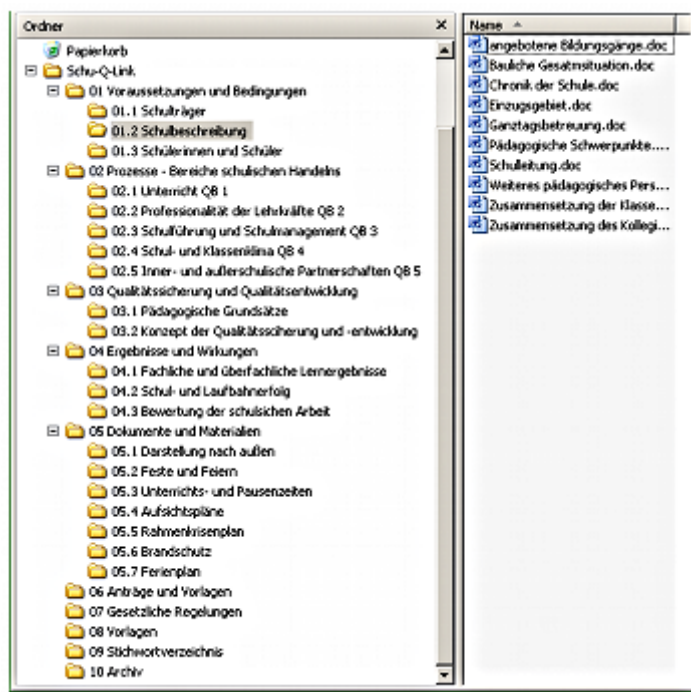 Ordner
Papierkorb
Schu-Q-Link
01 Voraussetzungen und Bedingungen
01.1 Schulträger
01.2 Schulbeschreibung
01.3 Schülerinnen und Schüler
02 Prozesse - Bereiche schulischen Handelns
02.1 Unterricht QB 1
02.2 Professionalität der Lehrkräfte QB 2
02.3 Schulführung und Schulmanagement QB 3
02.4 Schul- und Klassenklima QB 4
02.5 Inner- und außerschulische Partnerschaften QB 5
03 Qualitätssicherung und Qualitätsentwicklung
03.1 Pädagogische Grundsätze
03.2 Konzept der Qualitätssciherung und -entwicklung
04 Ergebnisse und Wirkungen
04.1 Fachliche und überfachliche Lernergebnisse
04.2 Schul- und Laufbahnerfolg
04.3 Bewertung der schulsichen Arbeit
05 Dokumente und Materialien
05.1 Darstellung nach außen
05.2 Feste und Feiern
05.3 Unterrichts- und Pausenzeiten
05.4 Aufsichtspläne
05.5 Rahmenkrisenplan
05.6 Brandschutz
05.7 Ferienplan
06 Anträge und Vorlagen
07 Gesetzliche Regelungen
08 Vorlagen
09 Stichwortverzeichnis
10 Archiv
Name
angebotene Bildungsgänge.doc
Bauliche Gesatmsituation.doc
Chronik der Schule.doc
Einzugsgebiet.doc
Ganztagsbetreuung.doc
Pädagogische Schwerpunkte....
Schulleitung.doc
Weiteres pädagogisches Pers...
Zusammensetzung der Klasse...
Zusammensetzung des Kollegi...